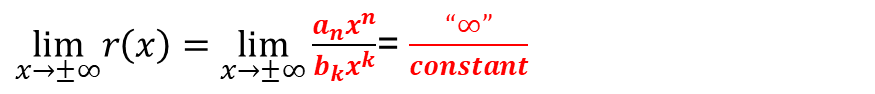 lim x→±∞ r(x) = lim x→±∞ aₙxⁿ / bₖxᵏ = “∞” / constant